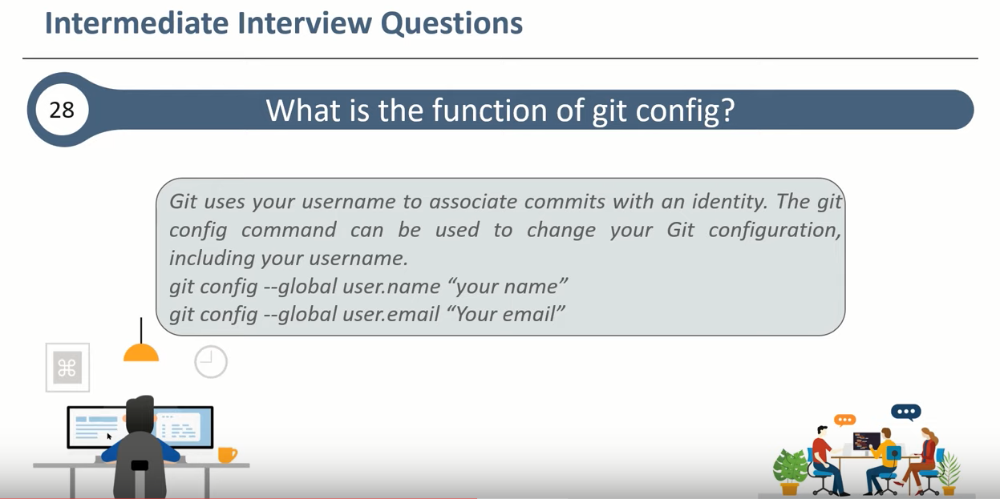 Intermediate Interview Questions
28
What is the function of git config?
Git uses your username to associate commits with an identity. The git
config command can be used to change your Git configuration,
including your username.
git config --global user.name “your name”
git config --global user.email “Your email”